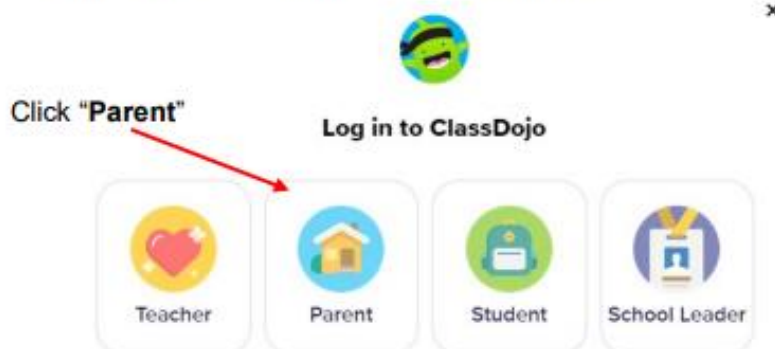 ×
Click “Parent”
Log in to ClassDojo
Teacher
Parent
Student
School Leader